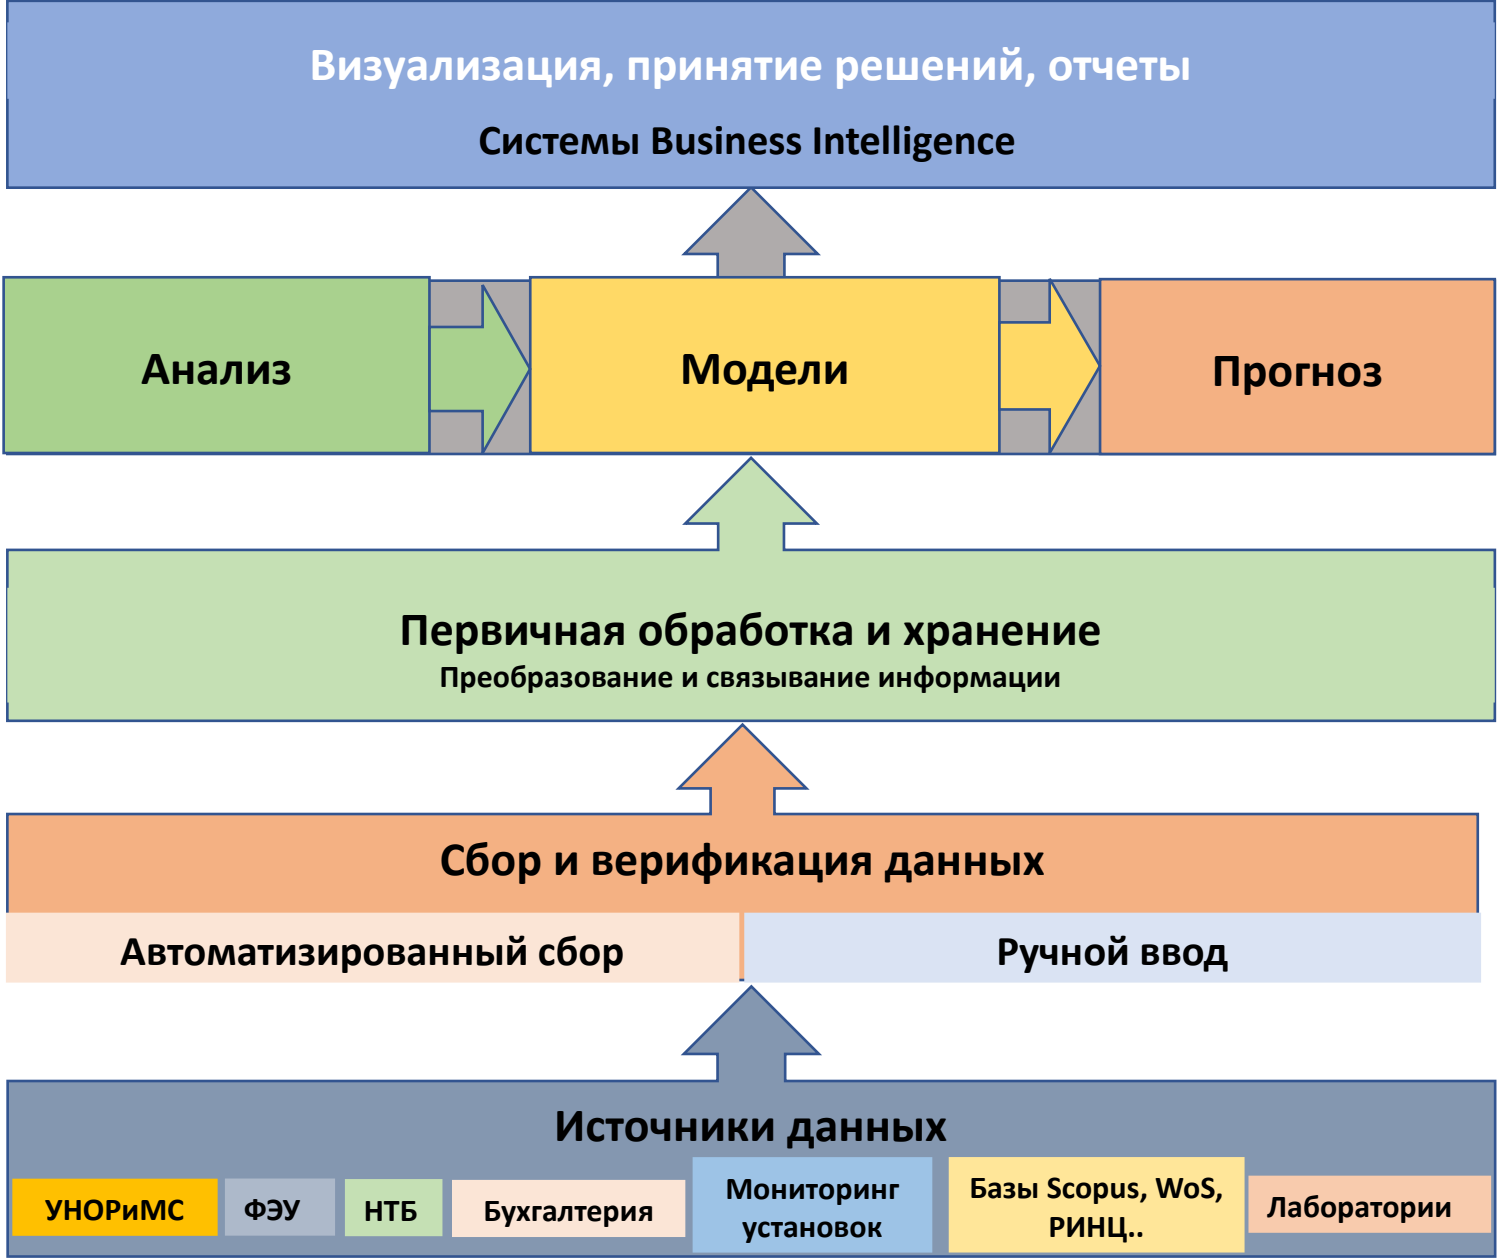 Визуализация, принятие решений, отчеты
Системы Business Intelligence
Анализ
Модели
Прогноз
Первичная обработка и хранение
Преобразование и связывание информации
Сбор и верификация данных
Автоматизированный сбор
Ручной ввод
Источники данных
УНОРиМС
ФЭУ
НТБ
Бухгалтерия
Мониторинг
установок
Базы Scopus, WoS,
РИНЦ..
Лаборатории